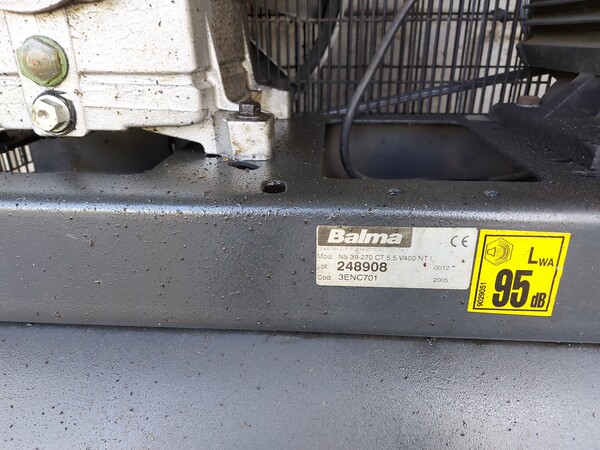 Balma
CE
Mod. NS 39-270 CT 5,5 V400 NT
Lot. 248908 0012
Cod. 3ENC701 2005
LWA
95 dB
9029051